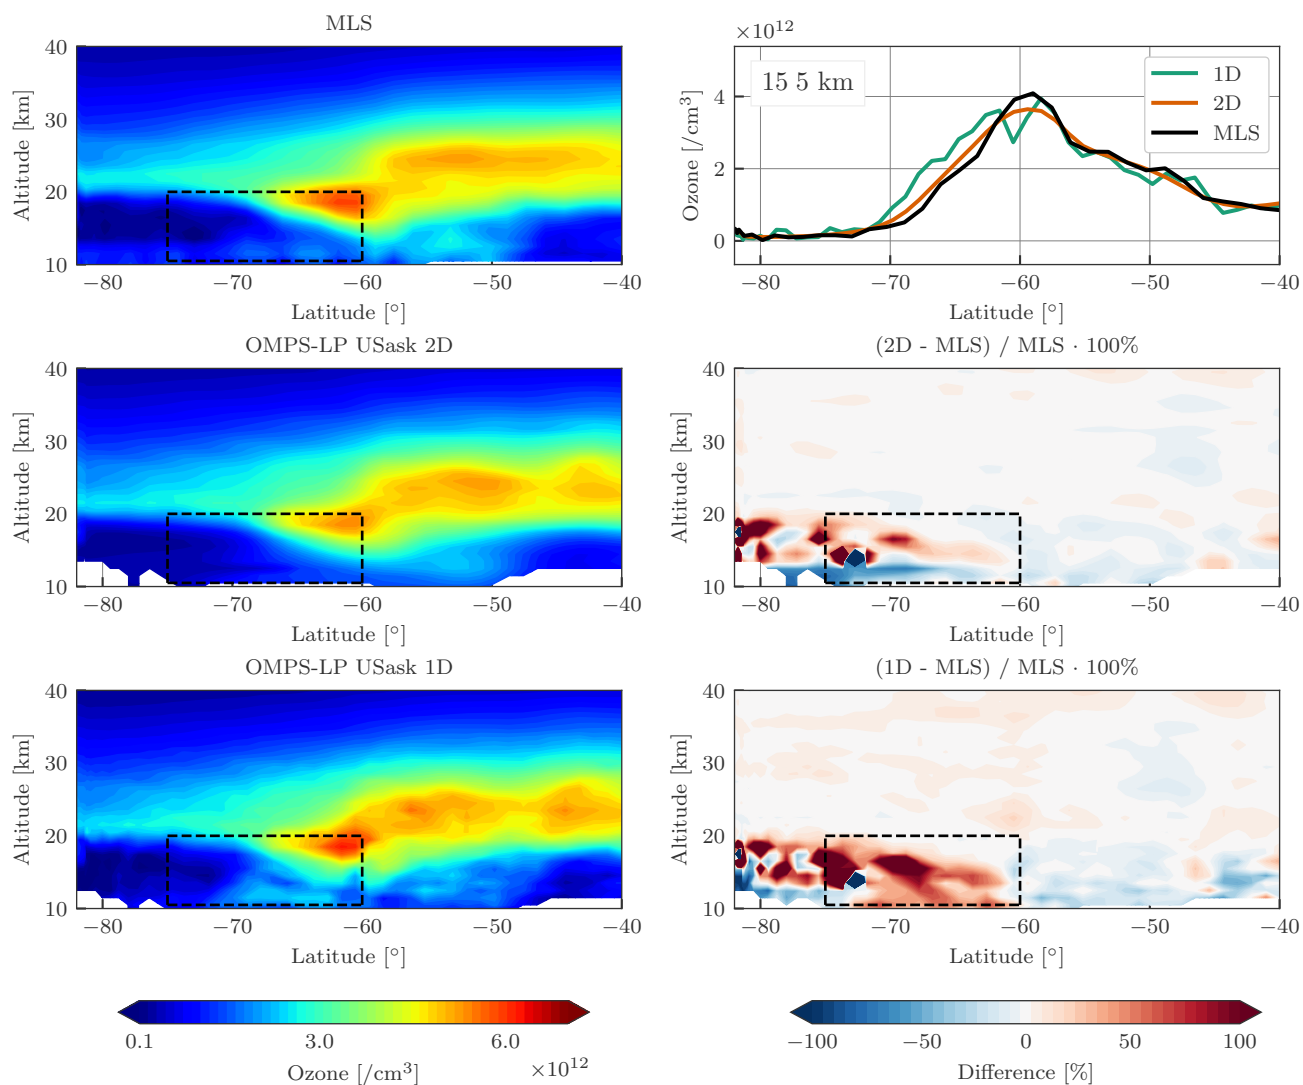 MLS
40
30
20
10
Altitude [km]
−80 −70 −60 −50 −40
Latitude [°]
×10¹²
15 5 km
1D
2D
MLS
4
2
0
Ozone [/cm³]
−80 −70 −60 −50 −40
Latitude [°]
OMPS-LP USask 2D
40
30
20
10
Altitude [km]
−80 −70 −60 −50 −40
Latitude [°]
(2D - MLS) / MLS · 100%
40
30
20
10
Altitude [km]
−80 −70 −60 −50 −40
Latitude [°]
OMPS-LP USask 1D
40
30
20
10
Altitude [km]
−80 −70 −60 −50 −40
Latitude [°]
(1D - MLS) / MLS · 100%
40
30
20
10
Altitude [km]
−80 −70 −60 −50 −40
Latitude [°]
0.1 3.0 6.0
×10¹²
Ozone [/cm³]
−100 −50 0 50 100
Difference [%]